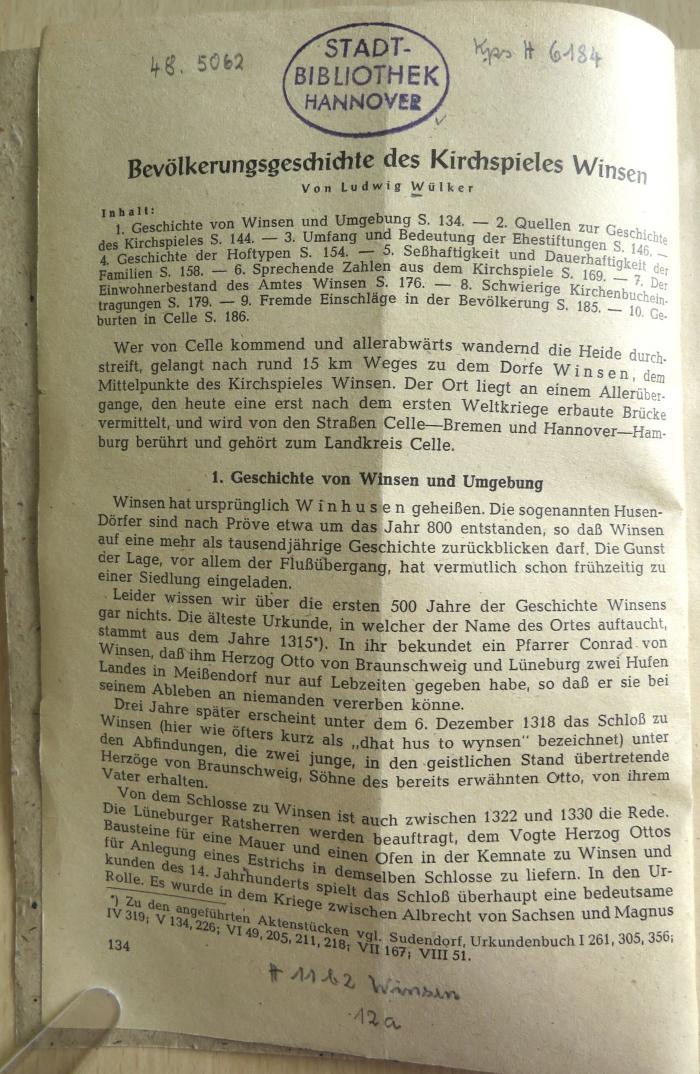 48. 5062
STADT-
BIBLIOTHEK
HANNOVER
Kps H 6184
Bevölkerungsgeschichte des Kirchspieles Winsen
Von Ludwig Wülker
Inhalt:
1. Geschichte von Winsen und Umgebung S. 134. — 2. Quellen zur Geschichte
des Kirchspieles S. 144. — 3. Umfang und Bedeutung der Ehestiftungen S. 146. —
4. Geschichte der Hoftypen S. 154. — 5. Seßhaftigkeit und Dauerhaftigkeit der
Familien S. 158. — 6. Sprechende Zahlen aus dem Kirchspiele S. 169. — 7. Der
Einwohnerbestand des Amtes Winsen S. 176. — 8. Schwierige Kirchenbuchein-
tragungen S. 179. — 9. Fremde Einschläge in der Bevölkerung S. 185. — 10. Ge-
burten in Celle S. 186.
Wer von Celle kommend und allerabwärts wandernd die Heide durch-
streift, gelangt nach rund 15 km Weges zu dem Dorfe Winsen, dem
Mittelpunkte des Kirchspieles Winsen. Der Ort liegt an einem Allerüber-
gange, den heute eine erst nach dem ersten Weltkriege erbaute Brücke
vermittelt, und wird von den Straßen Celle—Bremen und Hannover—Ham-
burg berührt und gehört zum Landkreis Celle.
1. Geschichte von Winsen und Umgebung
Winsen hat ursprünglich Winhusen geheißen. Die sogenannten Husen-
Dörfer sind nach Pröve etwa um das Jahr 800 entstanden, so daß Winsen
auf eine mehr als tausendjährige Geschichte zurückblicken darf. Die Gunst
der Lage, vor allem der Flußübergang, hat vermutlich schon frühzeitig zu
einer Siedlung eingeladen.
Leider wissen wir über die ersten 500 Jahre der Geschichte Winsens
gar nichts. Die älteste Urkunde, in welcher der Name des Ortes auftaucht,
stammt aus dem Jahre 1315*). In ihr bekundet ein Pfarrer Conrad von
Winsen, daß ihm Herzog Otto von Braunschweig und Lüneburg zwei Hufen
Landes in Meißendorf nur auf Lebzeiten gegeben habe, so daß er sie bei
seinem Ableben an niemanden vererben könne.
Drei Jahre später erscheint unter dem 6. Dezember 1318 das Schloß zu
Winsen (hier wie öfters kurz als „dhat hus to wynsen" bezeichnet) unter
den Abfindungen, die zwei junge, in den geistlichen Stand übertretende
Herzöge von Braunschweig, Söhne des bereits erwähnten Otto, von ihrem
Vater erhalten.
Von dem Schlosse zu Winsen ist auch zwischen 1322 und 1330 die Rede.
Die Lüneburger Ratsherren werden beauftragt, dem Vogte Herzog Ottos
Bausteine für eine Mauer und einen Ofen in der Kemnate zu Winsen und
für Anlegung eines Estrichs in demselben Schlosse zu liefern. In den Ur-
kunden des 14. Jahrhunderts spielt das Schloß überhaupt eine bedeutsame
Rolle. Es wurde in dem Kriege zwischen Albrecht von Sachsen und Magnus
*) Zu den angeführten Aktenstücken vgl. Sudendorf, Urkundenbuch I 261, 305, 356;
IV 319; V 134, 226; VI 49, 205, 211, 218; VII 167; VIII 51.
134
# 1162 Winsen
12a